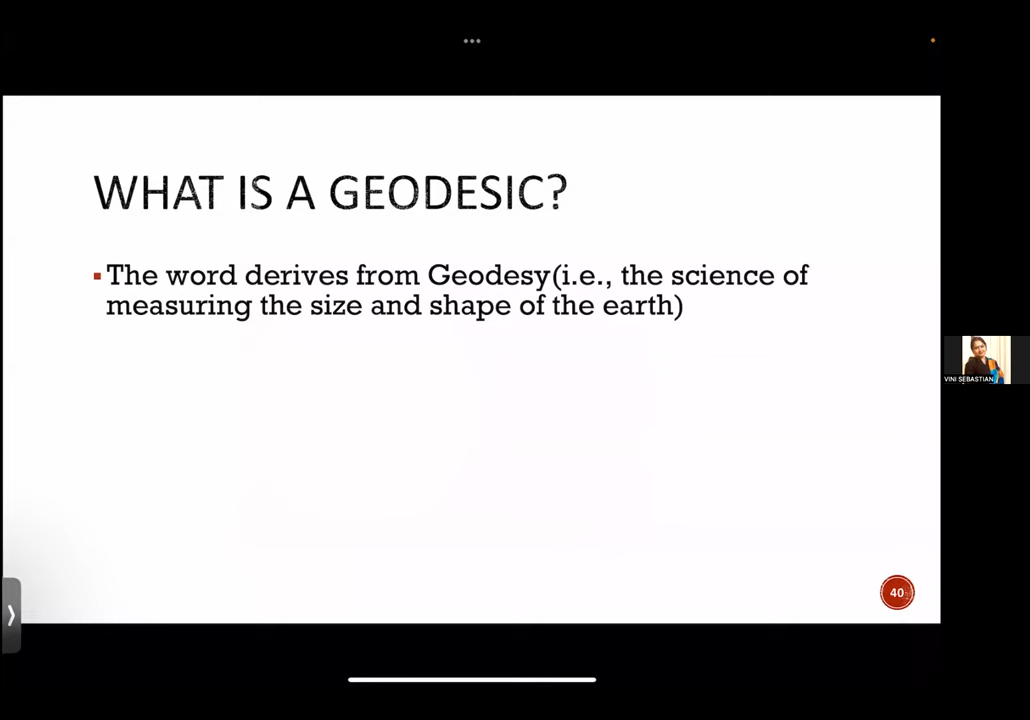 WHAT IS A GEODESIC?
▪The word derives from Geodesy(i.e., the science of
measuring the size and shape of the earth)
VINI SEBASTIAN
40